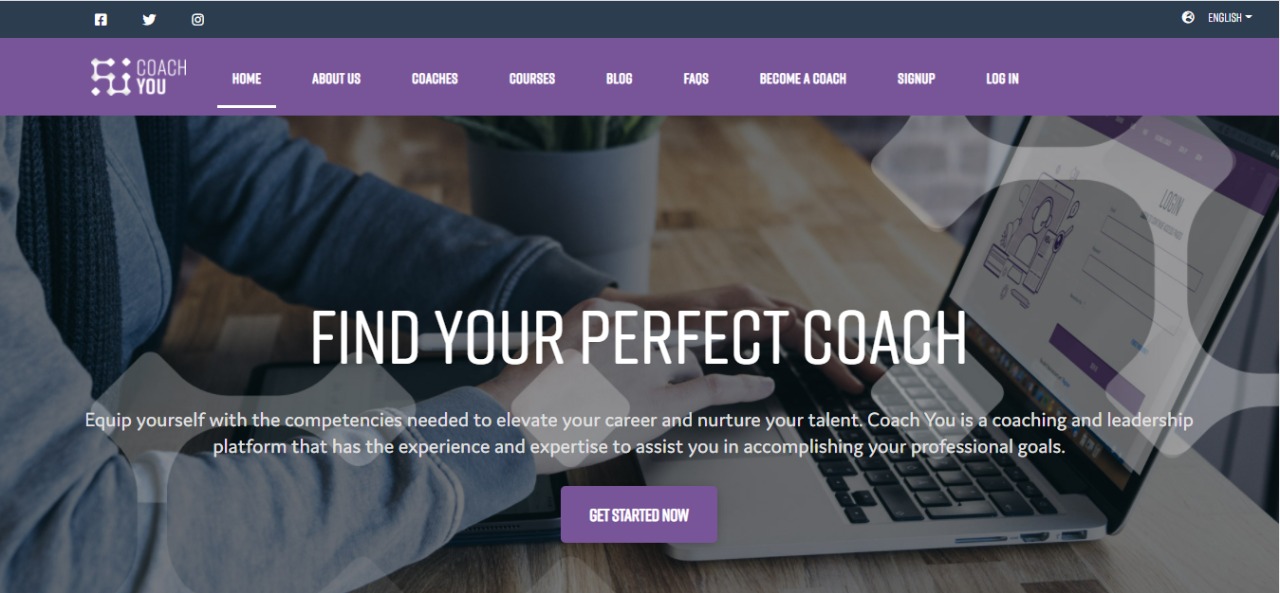 ENGLISH
COACH
YOU
HOME
ABOUT US
COACHES
COURSES
BLOG
FAQS
BECOME A COACH
SIGNUP
LOG IN
LOGIN
FIND YOUR PERFECT COACH
Equip yourself with the competencies needed to elevate your career and nurture your talent. Coach You is a coaching and leadership
platform that has the experience and expertise to assist you in accomplishing your professional goals.
GET STARTED NOW